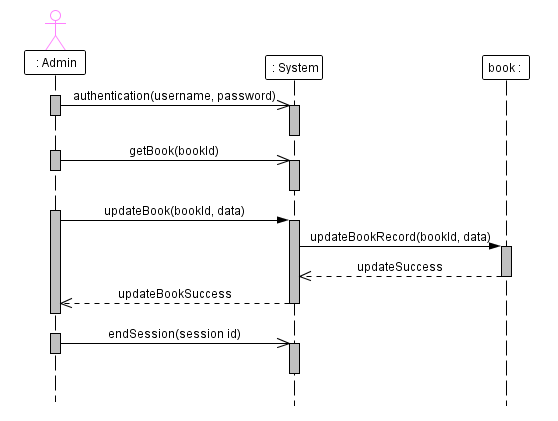 : Admin
: System
book :
authentication(username, password)
getBook(bookId)
updateBook(bookId, data)
updateBookRecord(bookId, data)
updateSuccess
updateBookSuccess
endSession(session id)